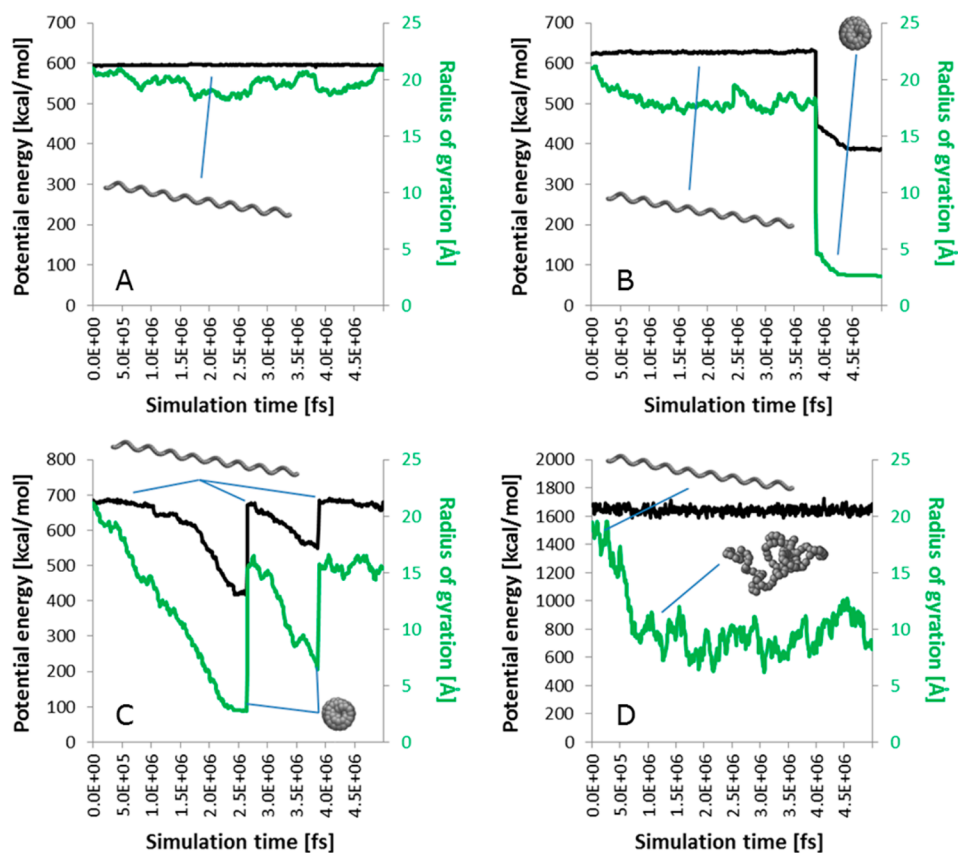 700
600
500
400
300
200
100
0
Potential energy [kcal/mol]
25
20
15
10
5
0
Radius of gyration [Å]
A
0.0E+00
5.0E+05
1.0E+06
1.5E+06
2.0E+06
2.5E+06
3.0E+06
3.5E+06
4.0E+06
4.5E+06
Simulation time [fs]
700
600
500
400
300
200
100
0
Potential energy [kcal/mol]
25
20
15
10
5
0
Radius of gyration [Å]
B
0.0E+00
5.0E+05
1.0E+06
1.5E+06
2.0E+06
2.5E+06
3.0E+06
3.5E+06
4.0E+06
4.5E+06
Simulation time [fs]
800
700
600
500
400
300
200
100
0
Potential energy [kcal/mol]
25
20
15
10
5
0
Radius of gyration [Å]
C
0.0E+00
5.0E+05
1.0E+06
1.5E+06
2.0E+06
2.5E+06
3.0E+06
3.5E+06
4.0E+06
4.5E+06
Simulation time [fs]
2000
1800
1600
1400
1200
1000
800
600
400
200
0
Potential energy [kcal/mol]
25
20
15
10
5
0
Radius of gyration [Å]
D
0.0E+00
5.0E+05
1.0E+06
1.5E+06
2.0E+06
2.5E+06
3.0E+06
3.5E+06
4.0E+06
4.5E+06
Simulation time [fs]